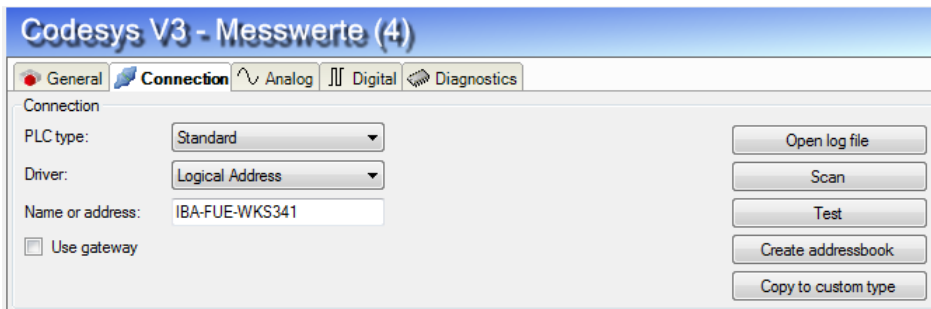 Codesys V3 - Messwerte (4)
General Connection Analog Digital Diagnostics
Connection
PLC type: Standard Open log file
Driver: Logical Address Scan
Name or address: IBA-FUE-WKS341 Test
Use gateway Create addressbook
Copy to custom type